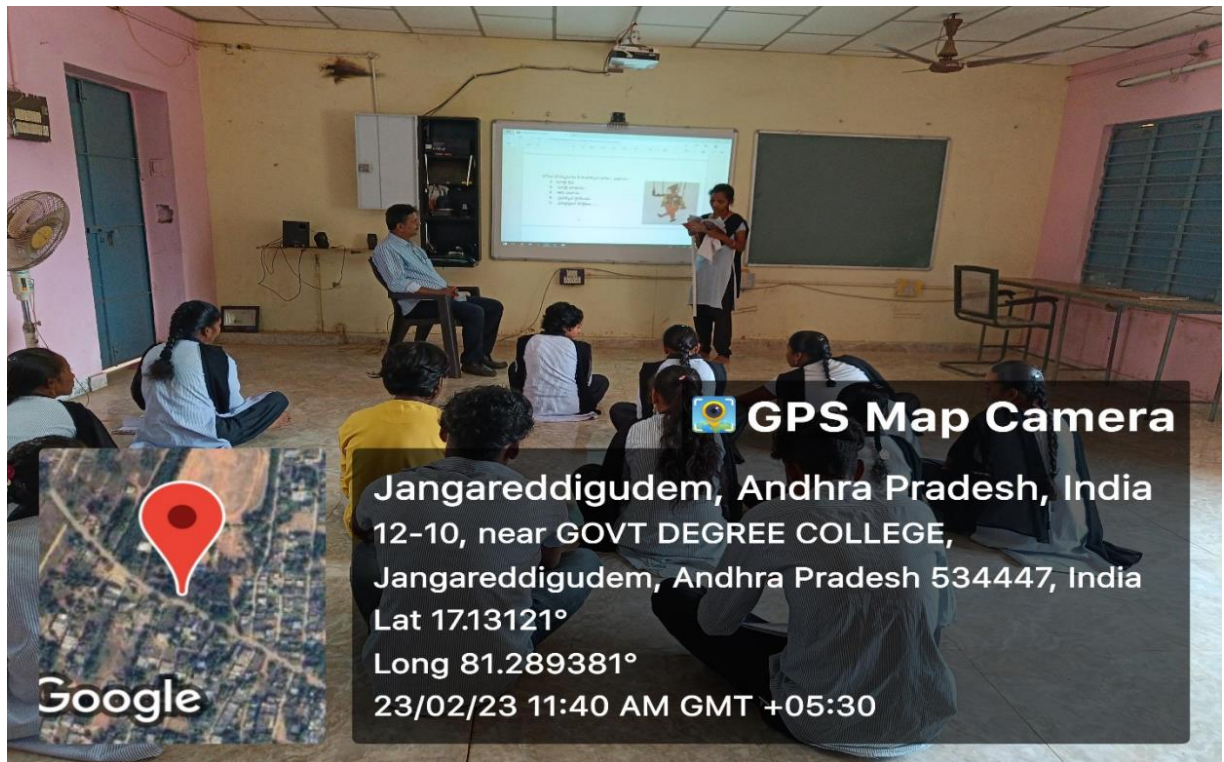 GPS Map Camera
Jangareddigudem, Andhra Pradesh, India
12-10, near GOVT DEGREE COLLEGE,
Jangareddigudem, Andhra Pradesh 534447, India
Lat 17.13121°
Long 81.289381°
23/02/23 11:40 AM GMT +05:30
Google